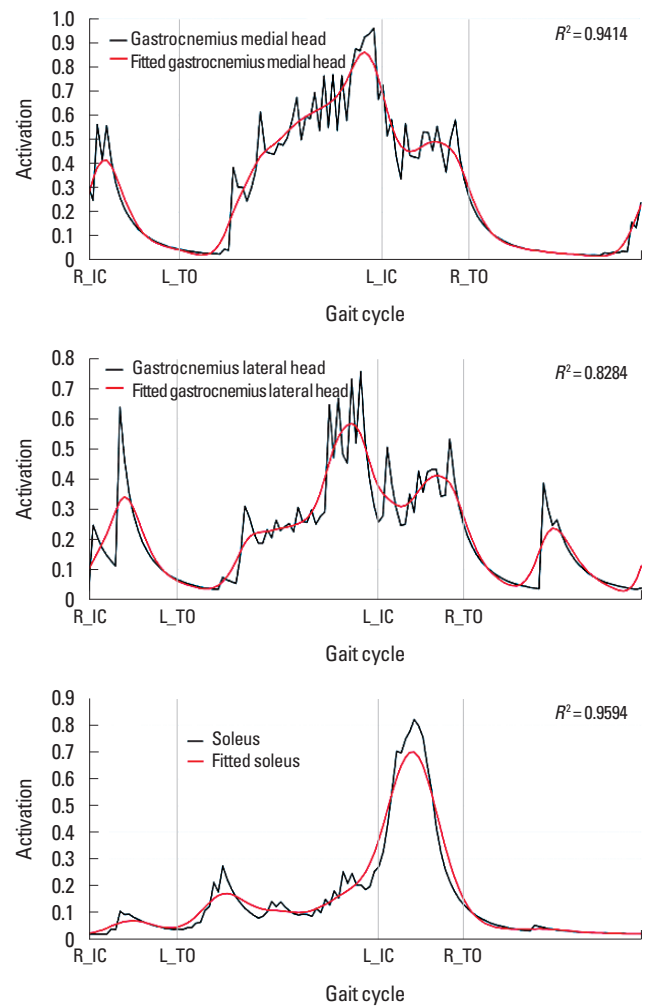 1.0
0.9
0.8
0.7
0.6
0.5
0.4
0.3
0.2
0.1
0
Activation
Gastrocnemius medial head
Fitted gastrocnemius medial head
R² = 0.9414
R_IC L_TO L_IC R_TO
Gait cycle
0.8
0.7
0.6
0.5
0.4
0.3
0.2
0.1
0
Activation
Gastrocnemius lateral head
Fitted gastrocnemius lateral head
R² = 0.8284
R_IC L_TO L_IC R_TO
Gait cycle
0.9
0.8
0.7
0.6
0.5
0.4
0.3
0.2
0.1
0
Activation
Soleus
Fitted soleus
R² = 0.9594
R_IC L_TO L_IC R_TO
Gait cycle